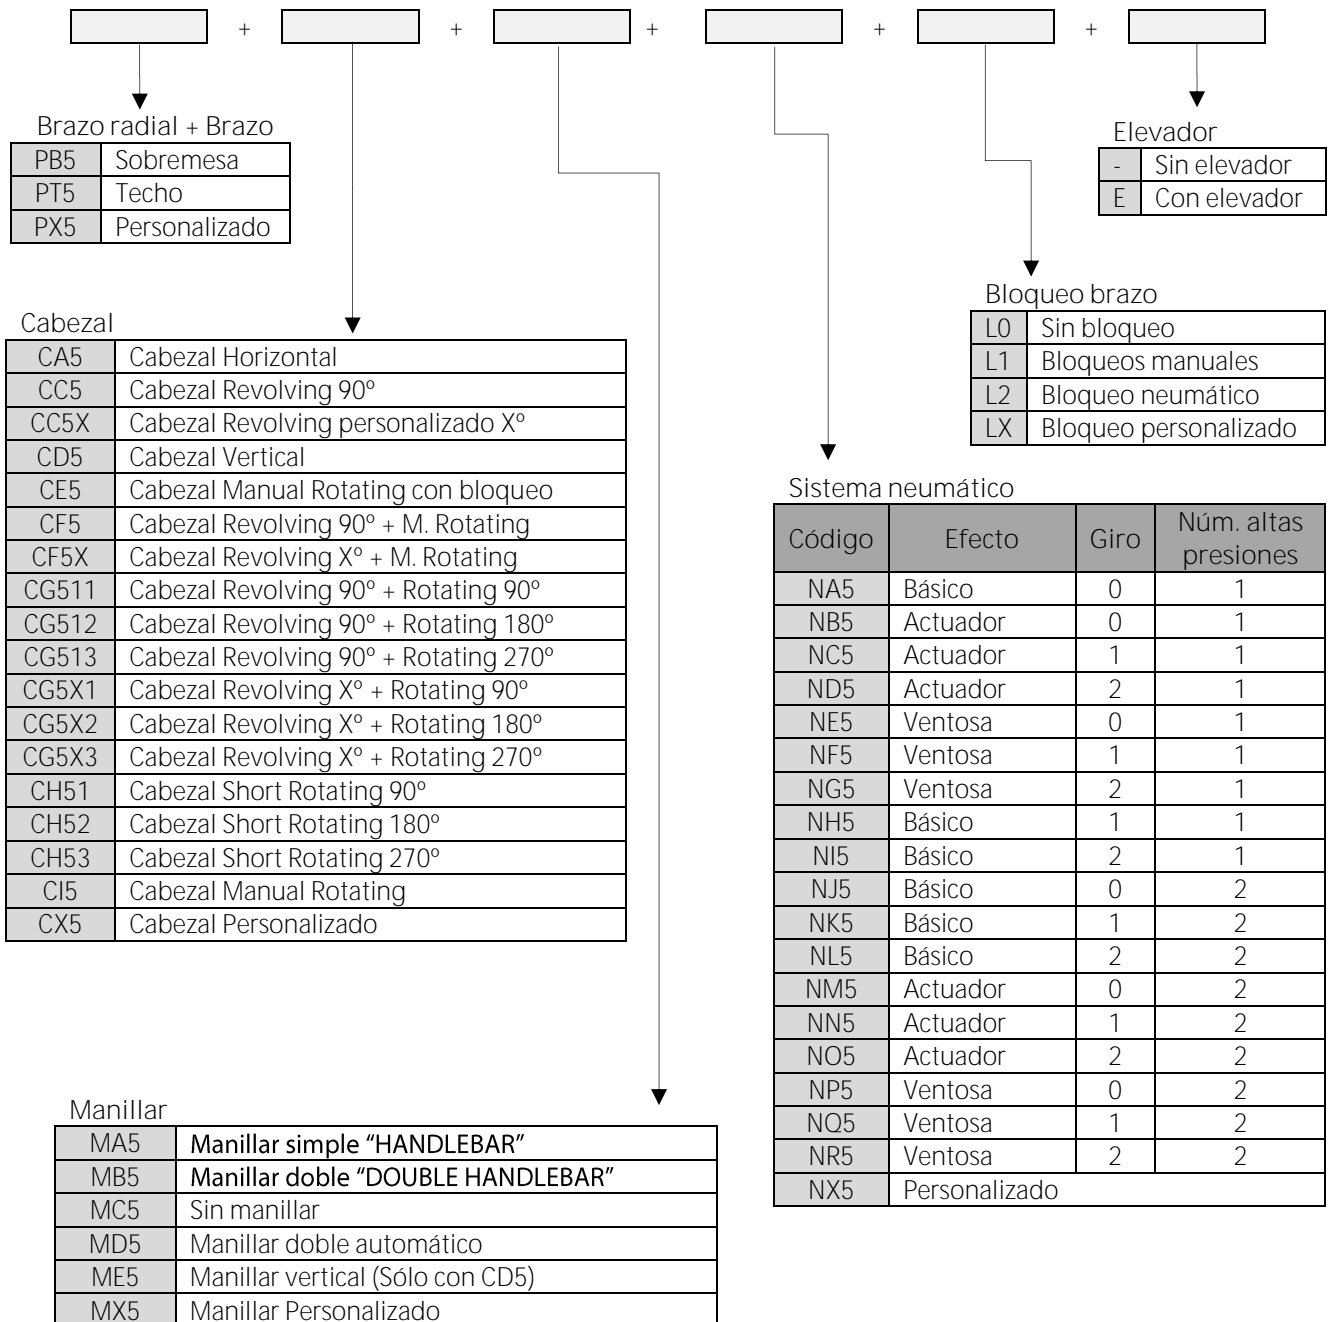 + + + + +
Brazo radial + Brazo
PB5 Sobremesa
PT5 Techo
PX5 Personalizado
Elevador
- Sin elevador
E Con elevador
Bloqueo brazo
L0 Sin bloqueo
L1 Bloqueos manuales
L2 Bloqueo neumático
LX Bloqueo personalizado
Cabezal
CA5 Cabezal Horizontal
CC5 Cabezal Revolving 90º
CC5X Cabezal Revolving personalizado Xº
CD5 Cabezal Vertical
CE5 Cabezal Manual Rotating con bloqueo
CF5 Cabezal Revolving 90º + M. Rotating
CF5X Cabezal Revolving Xº + M. Rotating
CG511 Cabezal Revolving 90º + Rotating 90º
CG512 Cabezal Revolving 90º + Rotating 180º
CG513 Cabezal Revolving 90º + Rotating 270º
CG5X1 Cabezal Revolving Xº + Rotating 90º
CG5X2 Cabezal Revolving Xº + Rotating 180º
CG5X3 Cabezal Revolving Xº + Rotating 270º
CH51 Cabezal Short Rotating 90º
CH52 Cabezal Short Rotating 180º
CH53 Cabezal Short Rotating 270º
CI5 Cabezal Manual Rotating
CX5 Cabezal Personalizado
Sistema neumático
Código Efecto Giro Núm. altas
presiones
NA5 Básico 0 1
NB5 Actuador 0 1
NC5 Actuador 1 1
ND5 Actuador 2 1
NE5 Ventosa 0 1
NF5 Ventosa 1 1
NG5 Ventosa 2 1
NH5 Básico 1 1
NI5 Básico 2 1
NJ5 Básico 0 2
NK5 Básico 1 2
NL5 Básico 2 2
NM5 Actuador 0 2
NN5 Actuador 1 2
NO5 Actuador 2 2
NP5 Ventosa 0 2
NQ5 Ventosa 1 2
NR5 Ventosa 2 2
NX5 Personalizado
Manillar
MA5 Manillar simple “HANDLEBAR”
MB5 Manillar doble “DOUBLE HANDLEBAR”
MC5 Sin manillar
MD5 Manillar doble automático
ME5 Manillar vertical (Sólo con CD5)
MX5 Manillar Personalizado